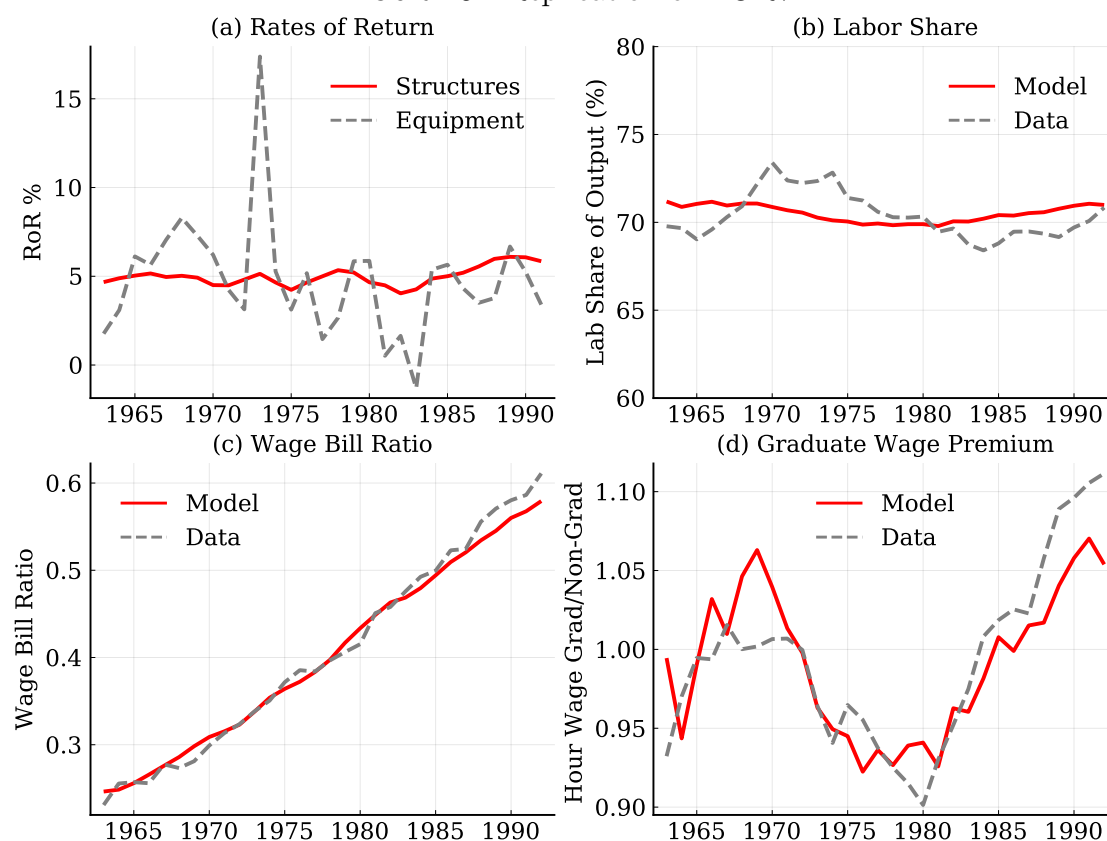 (a) Rates of Return
RoR %
15
10
5
0
Structures
Equipment
1965 1970 1975 1980 1985 1990
(b) Labor Share
Lab Share of Output (%)
80
75
70
65
60
Model
Data
1965 1970 1975 1980 1985 1990
(c) Wage Bill Ratio
Wage Bill Ratio
0.6
0.5
0.4
0.3
Model
Data
1965 1970 1975 1980 1985 1990
(d) Graduate Wage Premium
Hour Wage Grad/Non-Grad
1.10
1.05
1.00
0.95
0.90
Model
Data
1965 1970 1975 1980 1985 1990